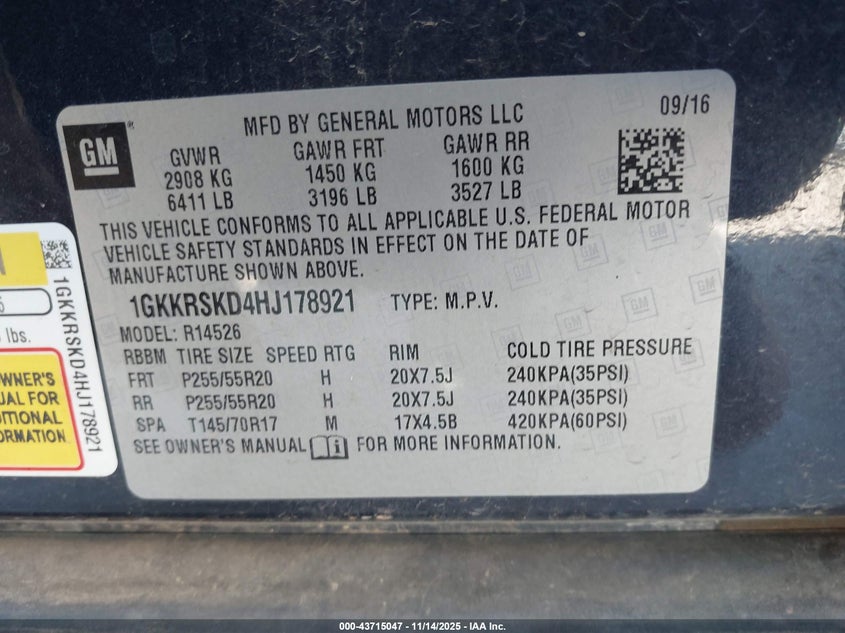 MFD BY GENERAL MOTORS LLC
09/16
GM
GVWR GAWR FRT GAWR RR
2908 KG 1450 KG 1600 KG
6411 LB 3196 LB 3527 LB
THIS VEHICLE CONFORMS TO ALL APPLICABLE U.S. FEDERAL MOTOR
VEHICLE SAFETY STANDARDS IN EFFECT ON THE DATE OF
MANUFACTURE SHOWN ABOVE.
1GKKRSKD4HJ178921 TYPE: M.P.V.
MODEL: R14526
RBBM TIRE SIZE SPEED RTG RIM COLD TIRE PRESSURE
FRT P255/55R20 H 20X7.5J 240KPA(35PSI)
RR P255/55R20 H 20X7.5J 240KPA(35PSI)
SPA T145/70R17 M 17X4.5B 420KPA(60PSI)
SEE OWNER'S MANUAL i FOR MORE INFORMATION.
1GKKRSKD4HJ178921
lbs.
OWNER'S
FOR
000-43715047 - 11/14/2025 - IAA Inc.